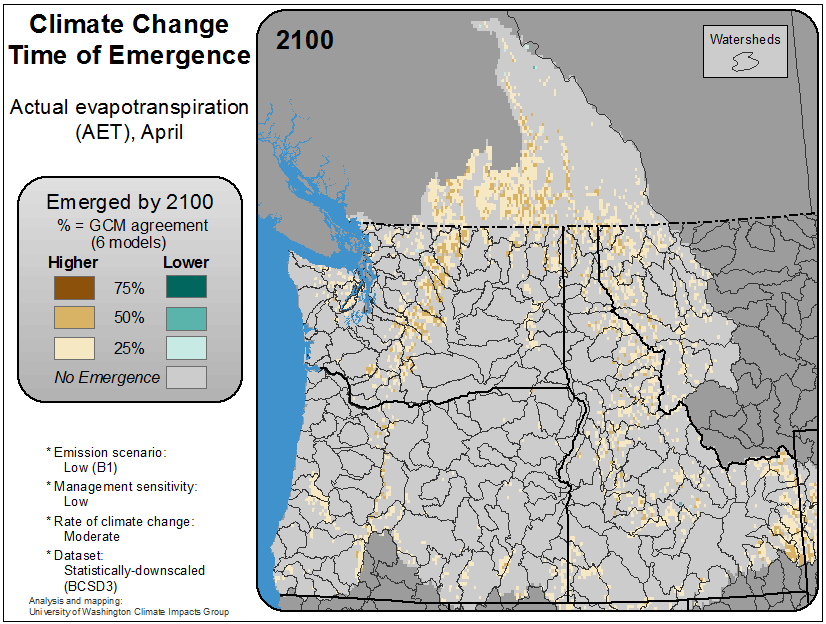 Climate Change
Time of Emergence
Actual evapotranspiration
(AET), April
Emerged by 2100
% = GCM agreement
(6 models)
Higher Lower
75%
50%
25%
No Emergence
* Emission scenario:
Low (B1)
* Management sensitivity:
Low
* Rate of climate change:
Moderate
* Dataset:
Statistically-downscaled
(BCSD3)
Analysis and mapping:
University of Washington Climate Impacts Group
2100
Watersheds